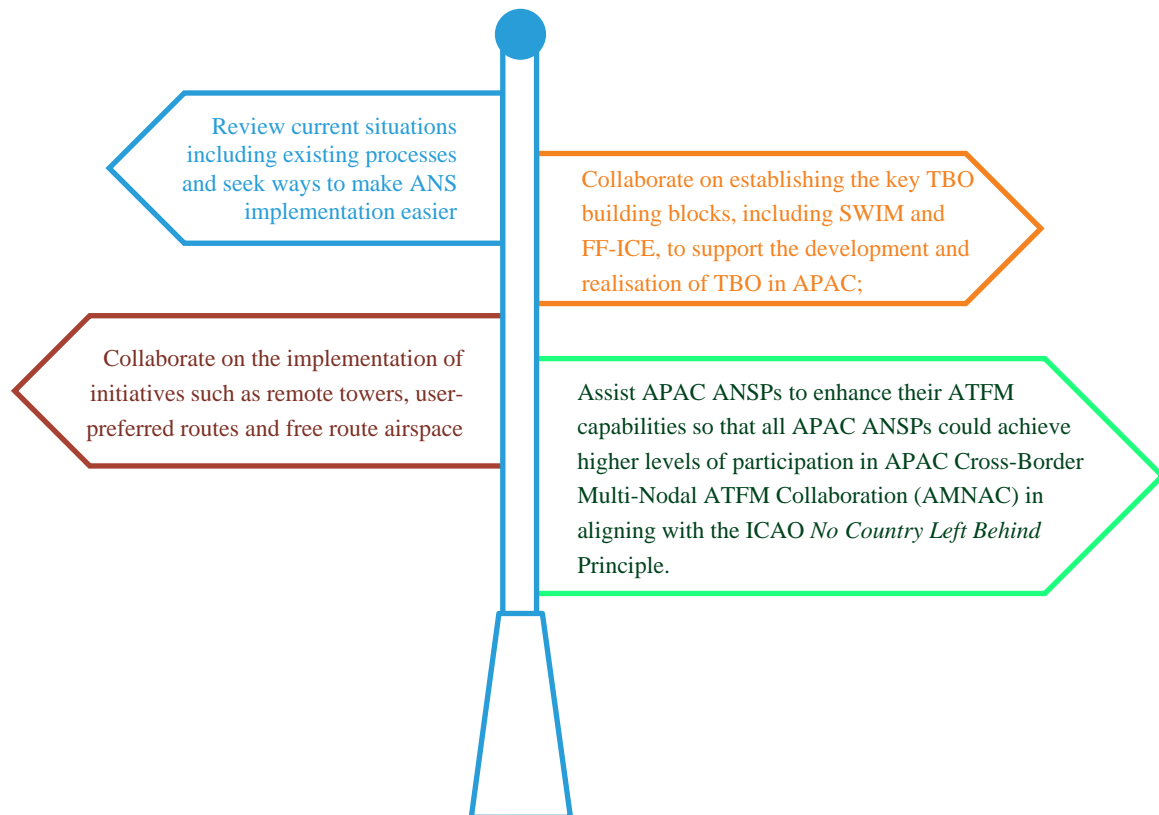 Review current situations
including existing processes
and seek ways to make ANS
implementation easier
Collaborate on establishing the key TBO
building blocks, including SWIM and
FF-ICE, to support the development and
realisation of TBO in APAC;
Collaborate on the implementation of
initiatives such as remote towers, user-
preferred routes and free route airspace
Assist APAC ANSPs to enhance their ATFM
capabilities so that all APAC ANSPs could achieve
higher levels of participation in APAC Cross-Border
Multi-Nodal ATFM Collaboration (AMNAC) in
aligning with the ICAO No Country Left Behind
Principle.